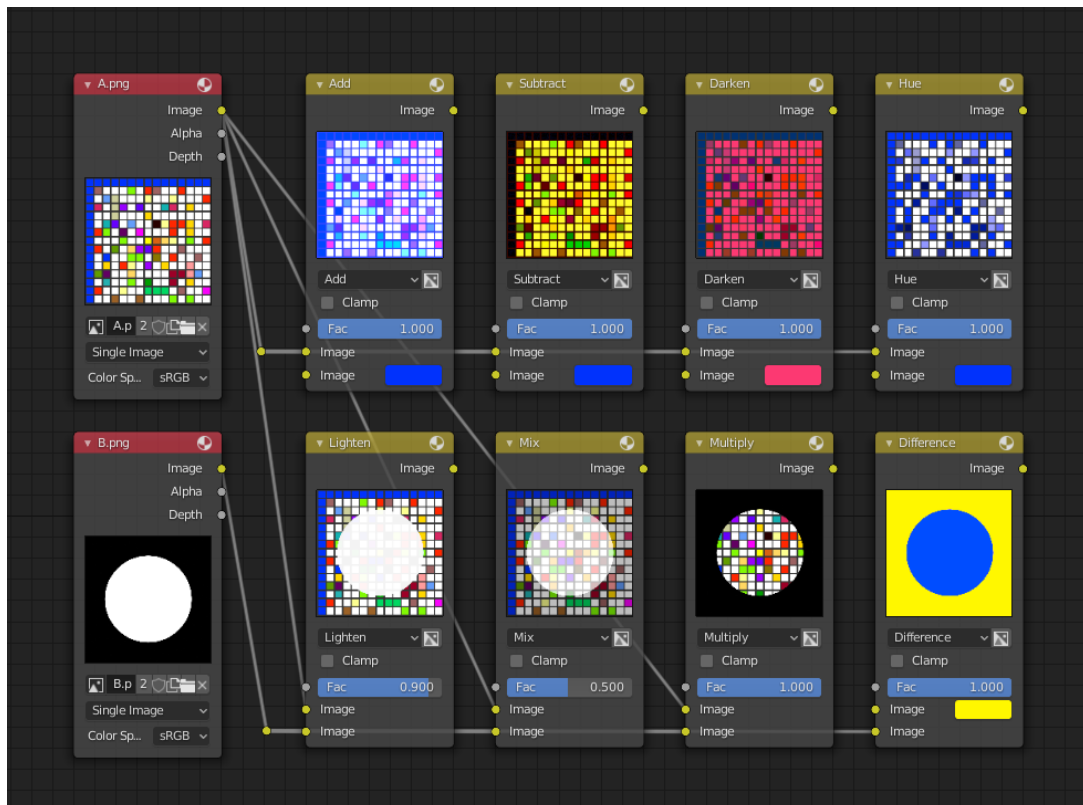 A.png
Image
Alpha
Depth
A.p 2
Single Image
Color Sp... sRGB
Add
Image
Add
Clamp
Fac 1.000
Image
Image
Subtract
Image
Subtract
Clamp
Fac 1.000
Image
Image
Darken
Image
Darken
Clamp
Fac 1.000
Image
Image
Hue
Image
Hue
Clamp
Fac 1.000
Image
Image
B.png
Image
Alpha
Depth
B.p 2
Single Image
Color Sp... sRGB
Lighten
Image
Lighten
Clamp
Fac 0.900
Image
Image
Mix
Image
Mix
Clamp
Fac 0.500
Image
Image
Multiply
Image
Multiply
Clamp
Fac 1.000
Image
Image
Difference
Image
Difference
Clamp
Fac 1.000
Image
Image